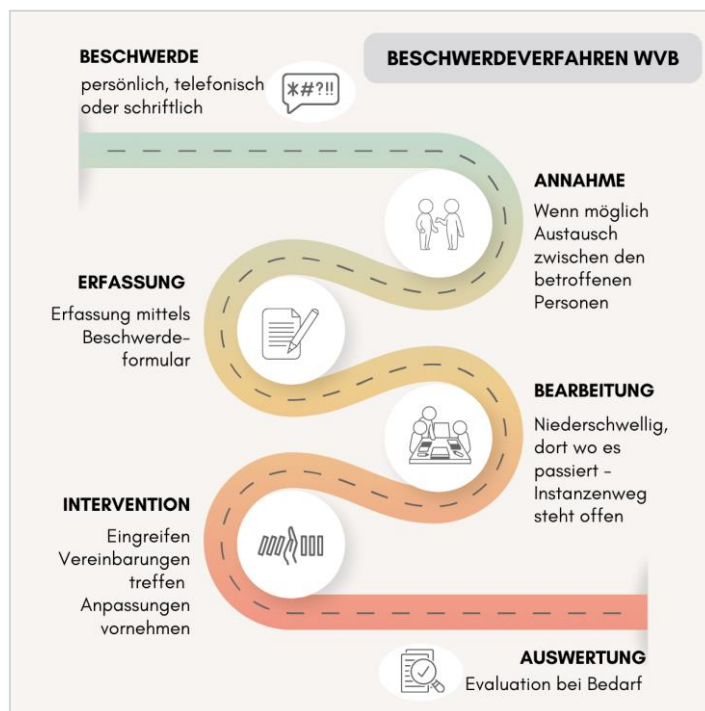 BESCHWERDEVERFAHREN WVB
BESCHWERDE
persönlich, telefonisch
oder schriftlich
*#?!!
ANNAHME
Wenn möglich
Austausch
zwischen den
betroffenen
Personen
ERFASSUNG
Erfassung mittels
Beschwerde-
formular
BEARBEITUNG
Niederschwellig,
dort wo es
passiert –
Instanzenweg
steht offen
INTERVENTION
Eingreifen
Vereinbarungen
treffen
Anpassungen
vornehmen
AUSWERTUNG
Evaluation bei Bedarf